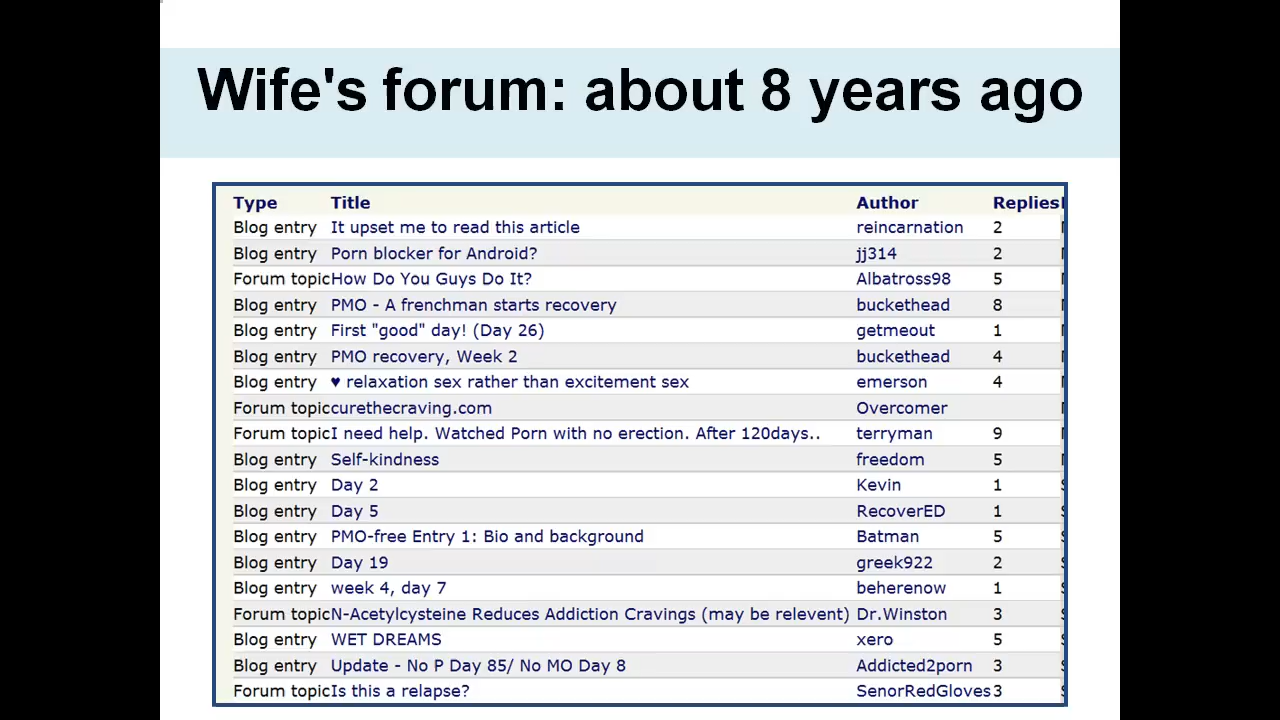 Wife's forum: about 8 years ago
Type Title Author Replies
Blog entry It upset me to read this article reincarnation 2
Blog entry Porn blocker for Android? jj314 2
Forum topic How Do You Guys Do It? Albatross98 5
Blog entry PMO - A frenchman starts recovery buckethead 8
Blog entry First "good" day! (Day 26) getmeout 1
Blog entry PMO recovery, Week 2 buckethead 4
Blog entry ♥ relaxation sex rather than excitement sex emerson 4
Forum topic curethecraving.com Overcomer
Forum topic I need help. Watched Porn with no erection. After 120days.. terryman 9
Blog entry Self-kindness freedom 5
Blog entry Day 2 Kevin 1
Blog entry Day 5 RecoverED 1
Blog entry PMO-free Entry 1: Bio and background Batman 5
Blog entry Day 19 greek922 2
Blog entry week 4, day 7 beherenow 1
Forum topic N-Acetylcysteine Reduces Addiction Cravings (may be relevent) Dr.Winston 3
Blog entry WET DREAMS xero 5
Blog entry Update - No P Day 85/ No MO Day 8 Addicted2porn 3
Forum topic Is this a relapse? SenorRedGloves 3